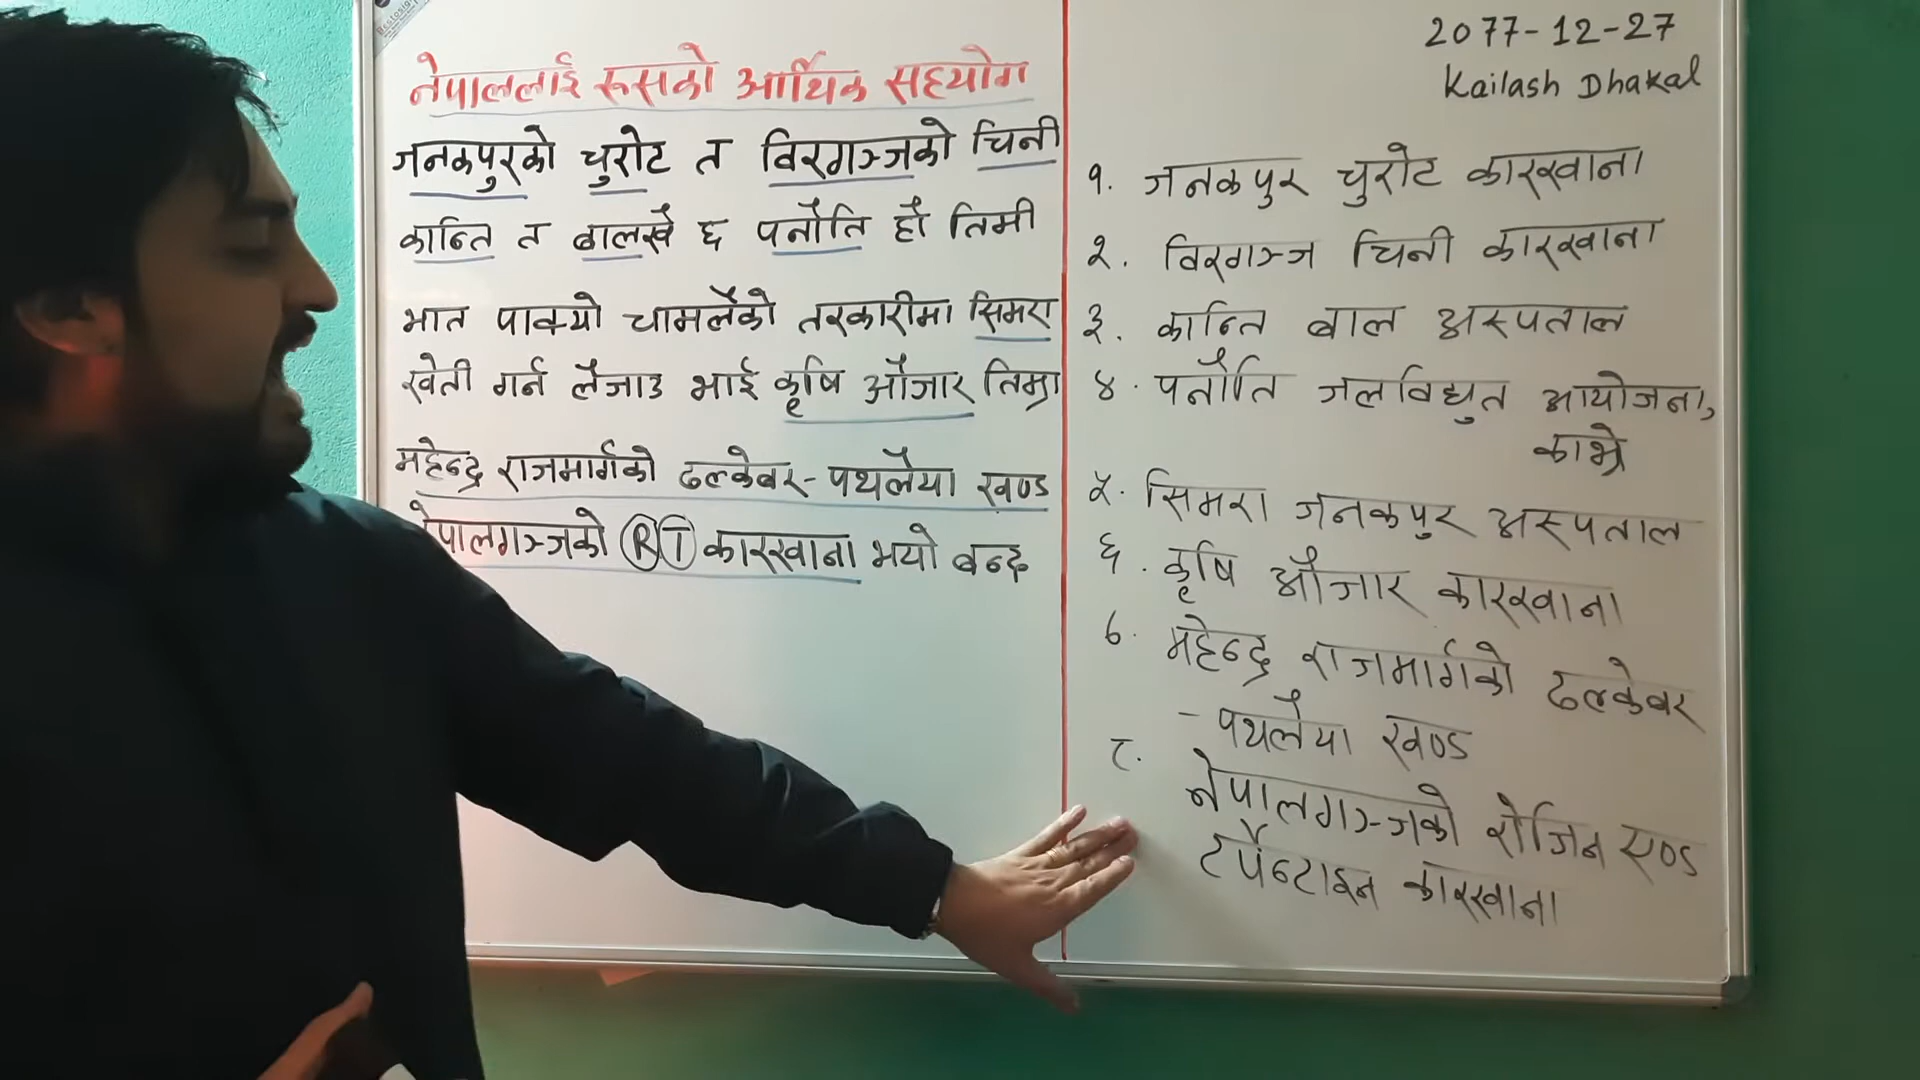 नेपाललाई रूसको आर्थिक सहयोग
जनकपुरको चुरोट त विरगञ्जको चिनी
कान्ति त बालखै छ पनौति हौ तिमी
भात पाक्यो चामलैको तरकारीमा सिमरा
खेती गर्न लैजाउ भाई कृषि औजार तिम्रा
महेन्द्र राजमार्गको ढल्केबर-पथलैया खण्ड
नेपालगञ्जको RT कारखाना भयो बन्द
2077-12-27
Kailash Dhakal
१. जनकपुर चुरोट कारखाना
२. विरगञ्ज चिनी कारखाना
३. कान्ति बाल अस्पताल
४. पनौति जलविद्युत आयोजना,
काभ्रे
५. सिमरा जनकपुर अस्पताल
६. कृषि औजार कारखाना
७. महेन्द्र राजमार्गको ढल्केबर
- पथलैया खण्ड
८. नेपालगञ्जको रोजिन एण्ड
टर्पेन्टाइन कारखाना